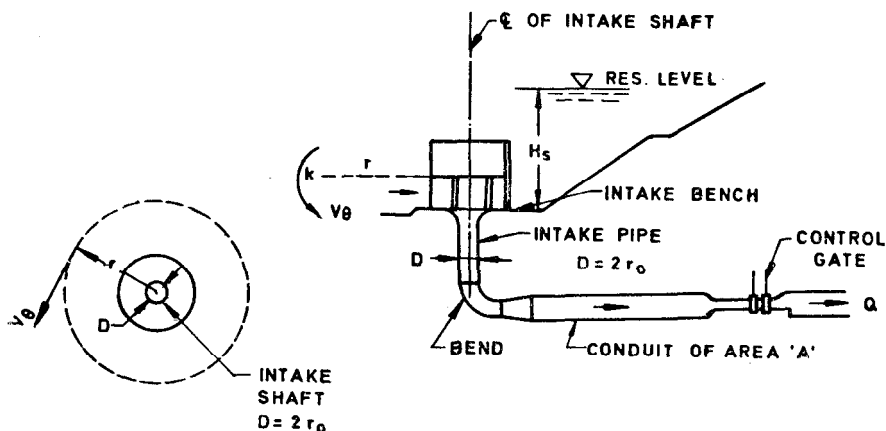 ℄ OF INTAKE SHAFT
RES. LEVEL
Hs
k
r
Vθ
INTAKE BENCH
INTAKE PIPE
D = 2 r₀
D
CONTROL
GATE
Q
BEND
CONDUIT OF AREA 'A'
r
Vθ
D
INTAKE
SHAFT
D = 2 r₀